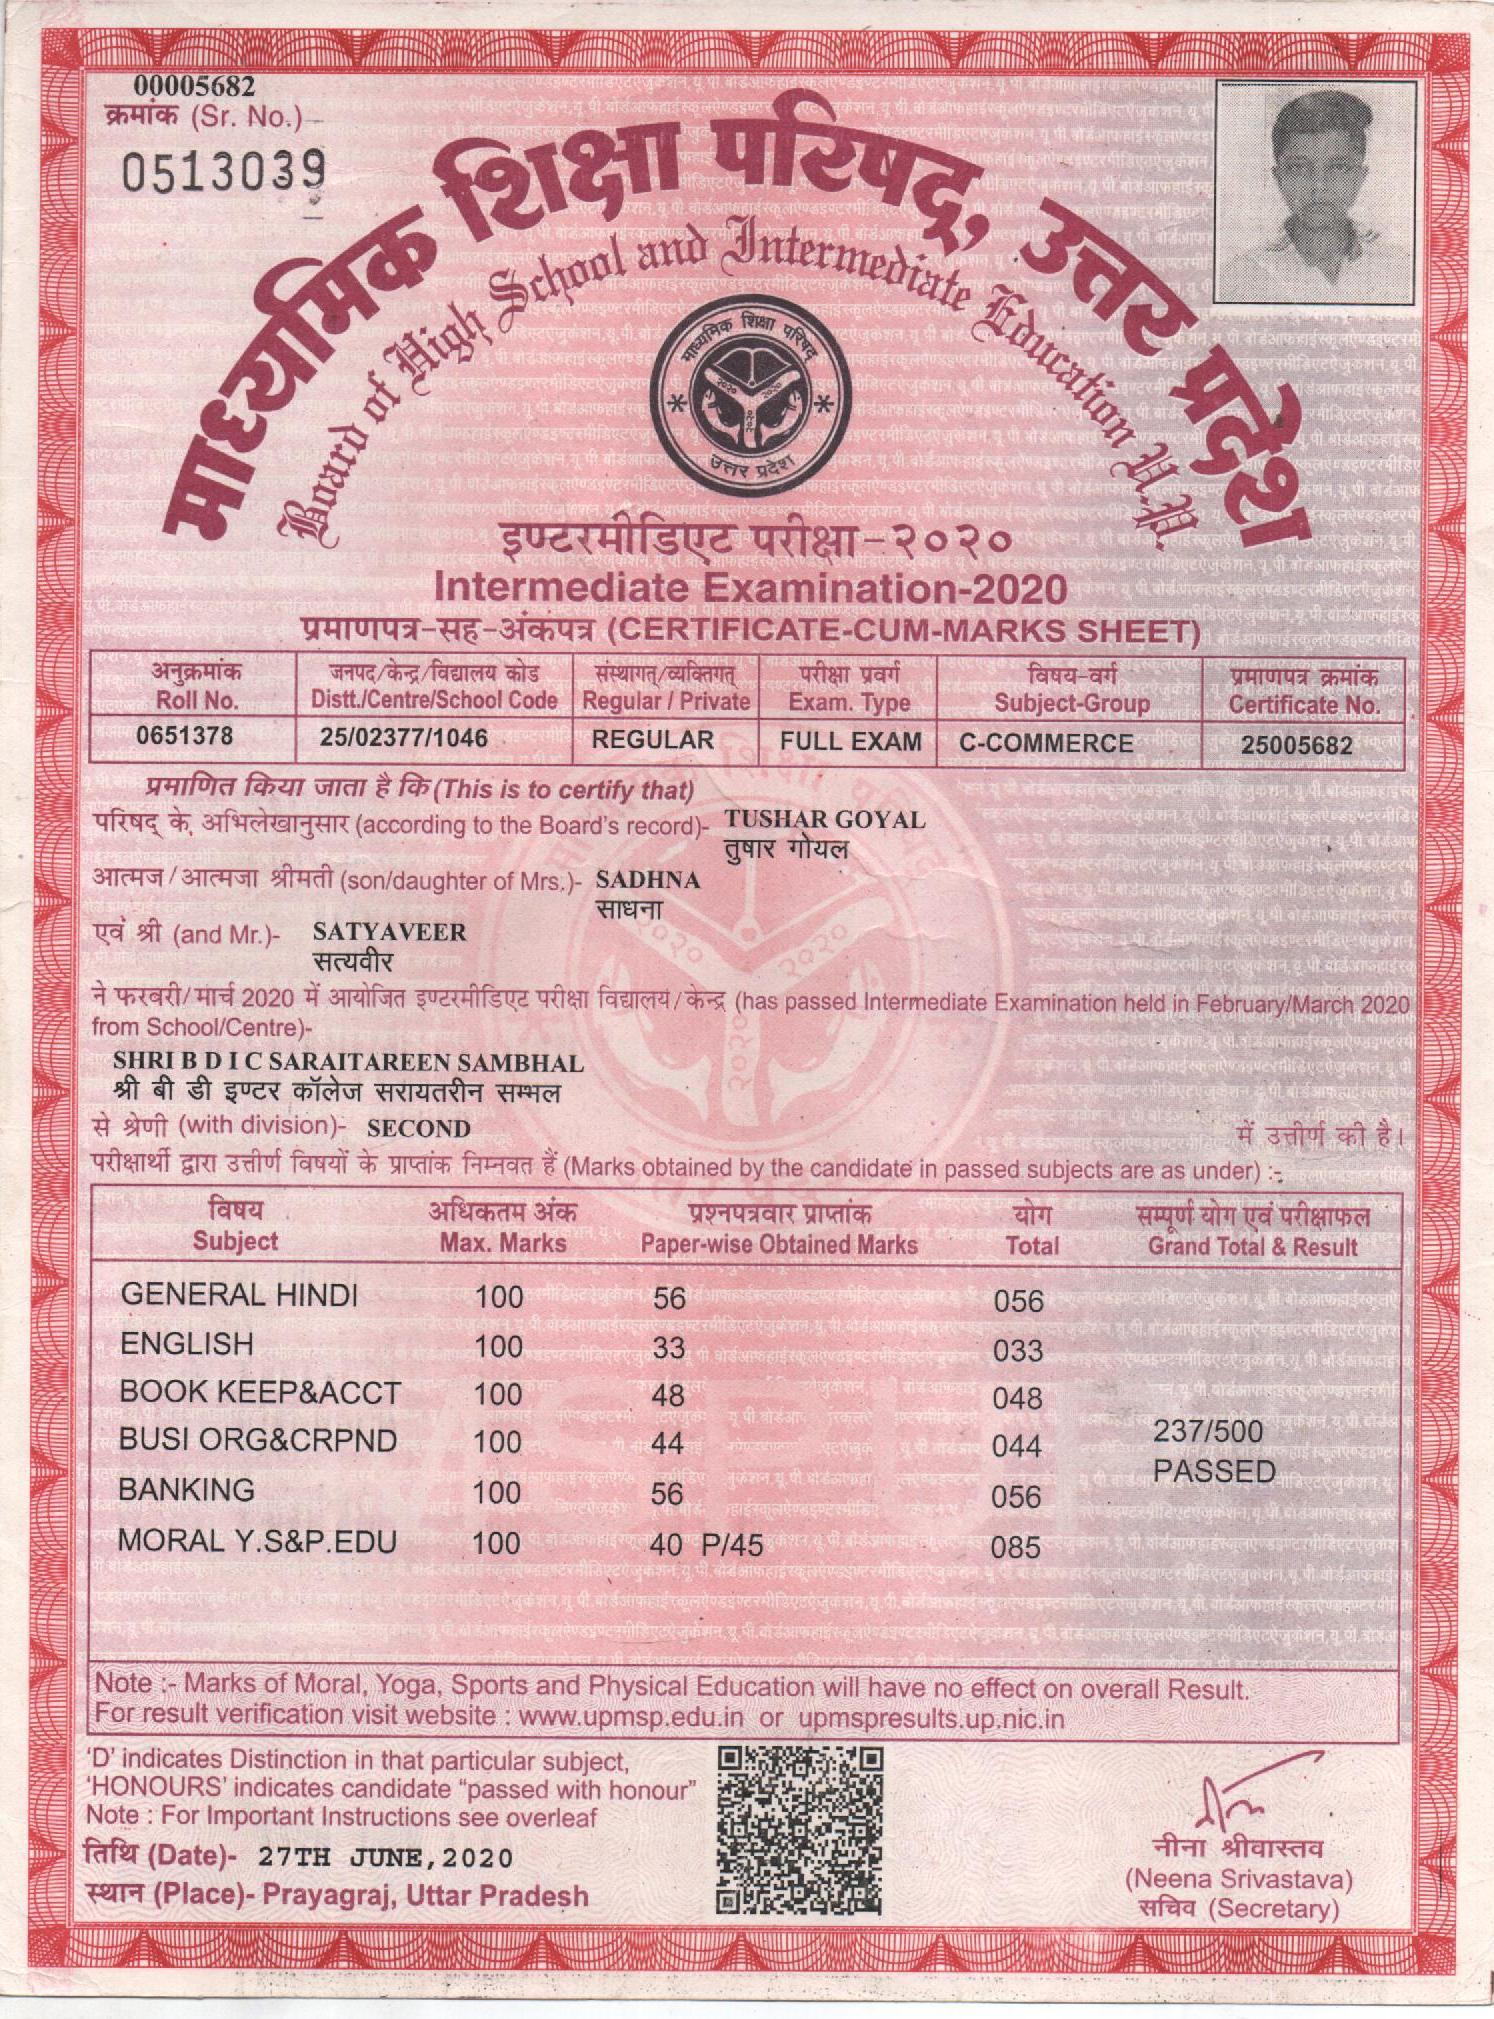 00005682
क्रमांक (Sr. No.)
0513039
माध्यमिक शिक्षा परिषद्, उत्तर प्रदेश
Board of High School and Intermediate Education U.P.
माध्यमिक शिक्षा परिषद्
२०२० २०२०
२०२०
उत्तर प्रदेश
इण्टरमीडिएट परीक्षा-२०२०
Intermediate Examination-2020
प्रमाणपत्र-सह-अंकपत्र (CERTIFICATE-CUM-MARKS SHEET)
अनुक्रमांक जनपद/केन्द्र/विद्यालय कोड संस्थागत्/व्यक्तिगत् परीक्षा प्रवर्ग विषय-वर्ग प्रमाणपत्र क्रमांक
Roll No. Distt./Centre/School Code Regular / Private Exam. Type Subject-Group Certificate No.
0651378 25/02377/1046 REGULAR FULL EXAM C-COMMERCE 25005682
प्रमाणित किया जाता है कि (This is to certify that)
परिषद् के अभिलेखानुसार (according to the Board's record)- TUSHAR GOYAL
तुषार गोयल
आत्मज/आत्मजा श्रीमती (son/daughter of Mrs.)- SADHNA
साधना
एवं श्री (and Mr.)- SATYAVEER
सत्यवीर
ने फरवरी/मार्च 2020 में आयोजित इण्टरमीडिएट परीक्षा विद्यालय/केन्द्र (has passed Intermediate Examination held in February/March 2020
from School/Centre)-
SHRI B D I C SARAITAREEN SAMBHAL
श्री बी डी इण्टर कॉलेज सरायतरीन सम्भल
से श्रेणी (with division)- SECOND में उत्तीर्ण की है।
परीक्षार्थी द्वारा उत्तीर्ण विषयों के प्राप्तांक निम्नवत हैं (Marks obtained by the candidate in passed subjects are as under) :-
विषय अधिकतम अंक प्रश्नपत्रवार प्राप्तांक योग सम्पूर्ण योग एवं परीक्षाफल
Subject Max. Marks Paper-wise Obtained Marks Total Grand Total & Result
GENERAL HINDI 100 56 056
ENGLISH 100 33 033
BOOK KEEP&ACCT 100 48 048
BUSI ORG&CRPND 100 44 044 237/500
PASSED
BANKING 100 56 056
MORAL Y.S&P.EDU 100 40 P/45 085
Note :- Marks of Moral, Yoga, Sports and Physical Education will have no effect on overall Result.
For result verification visit website : www.upmsp.edu.in or upmspresults.up.nic.in
'D' indicates Distinction in that particular subject,
'HONOURS' indicates candidate "passed with honour"
Note : For Important Instructions see overleaf
तिथि (Date)- 27TH JUNE,2020
स्थान (Place)- Prayagraj, Uttar Pradesh
नीना श्रीवास्तव
(Neena Srivastava)
सचिव (Secretary)